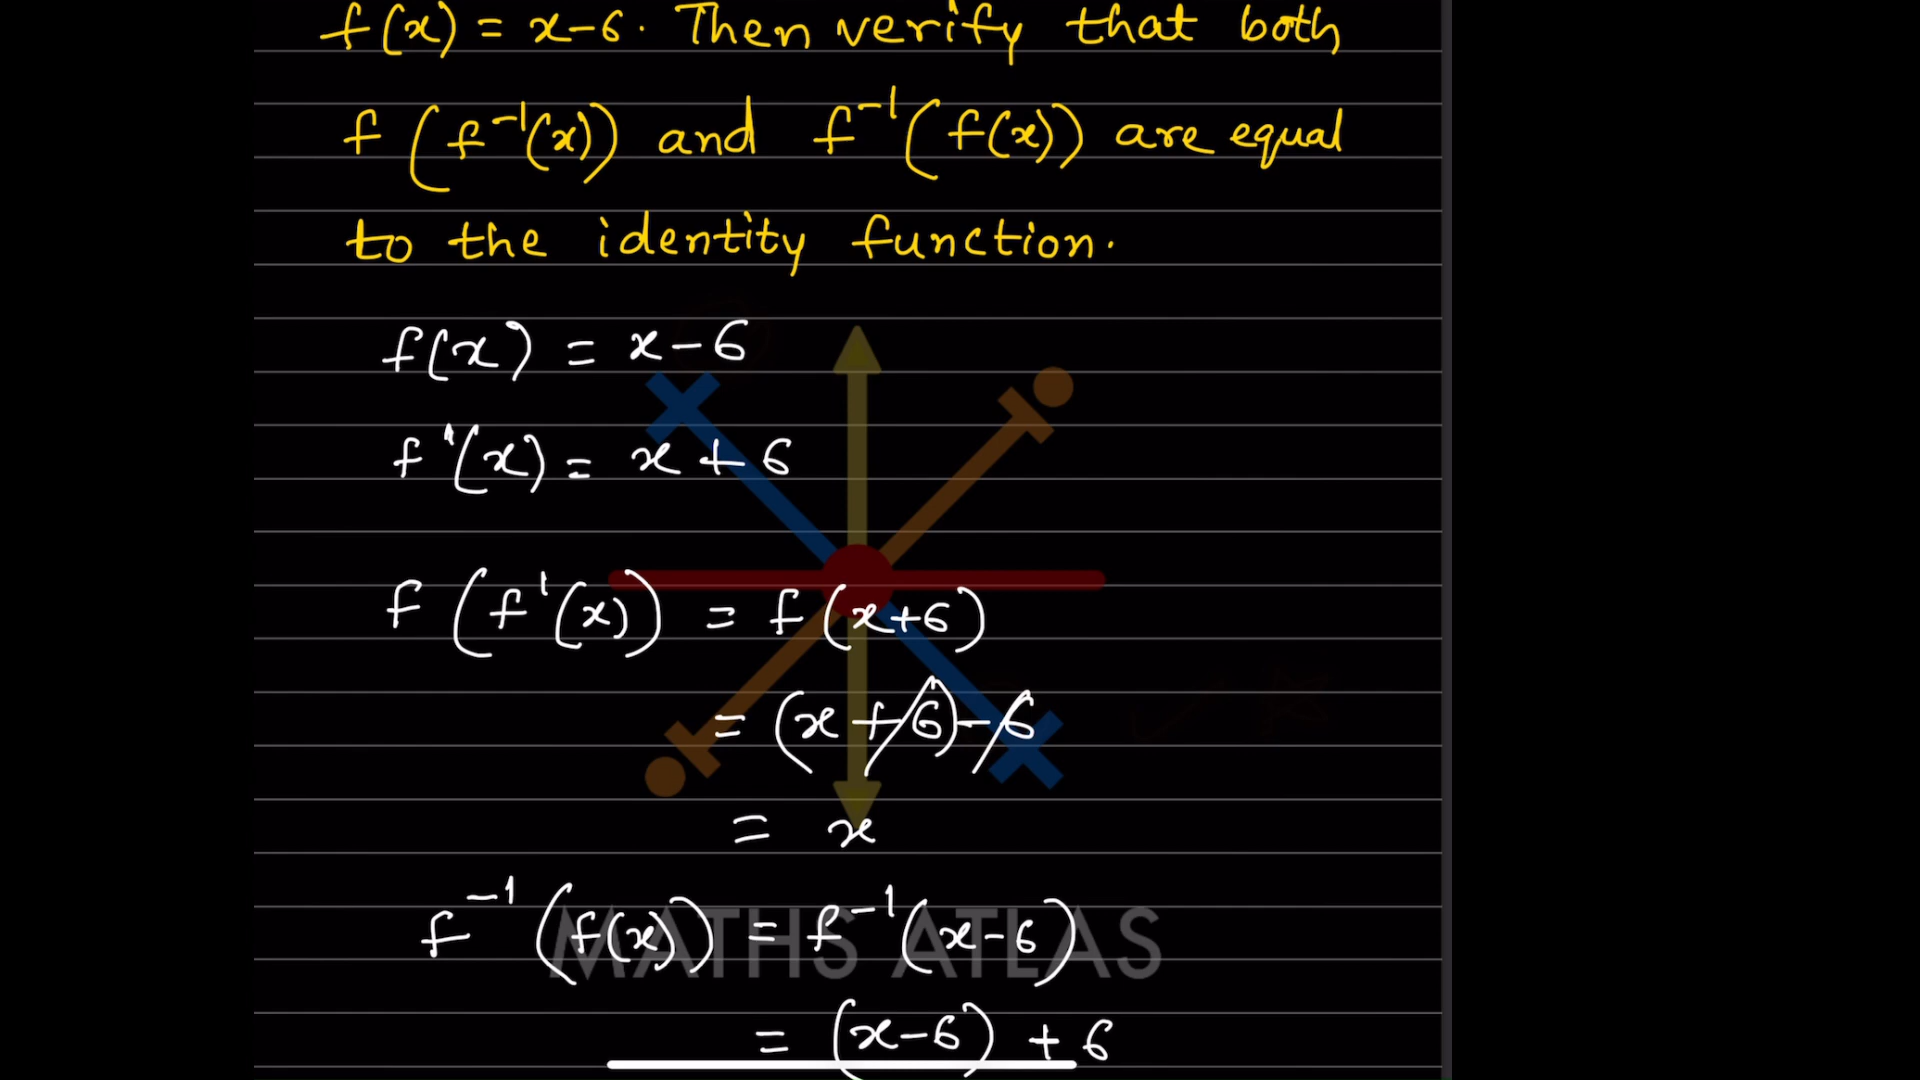 f(x) = x-6. Then verify that both
f(f⁻¹(x)) and f⁻¹(f(x)) are equal
to the identity function.
f(x) = x-6
f⁻¹(x) = x+6
f(f⁻¹(x)) = f(x+6)
= (x+6)-6
= x
f⁻¹(f(x)) = f⁻¹(x-6)
MATHS ATLAS
= (x-6)+6